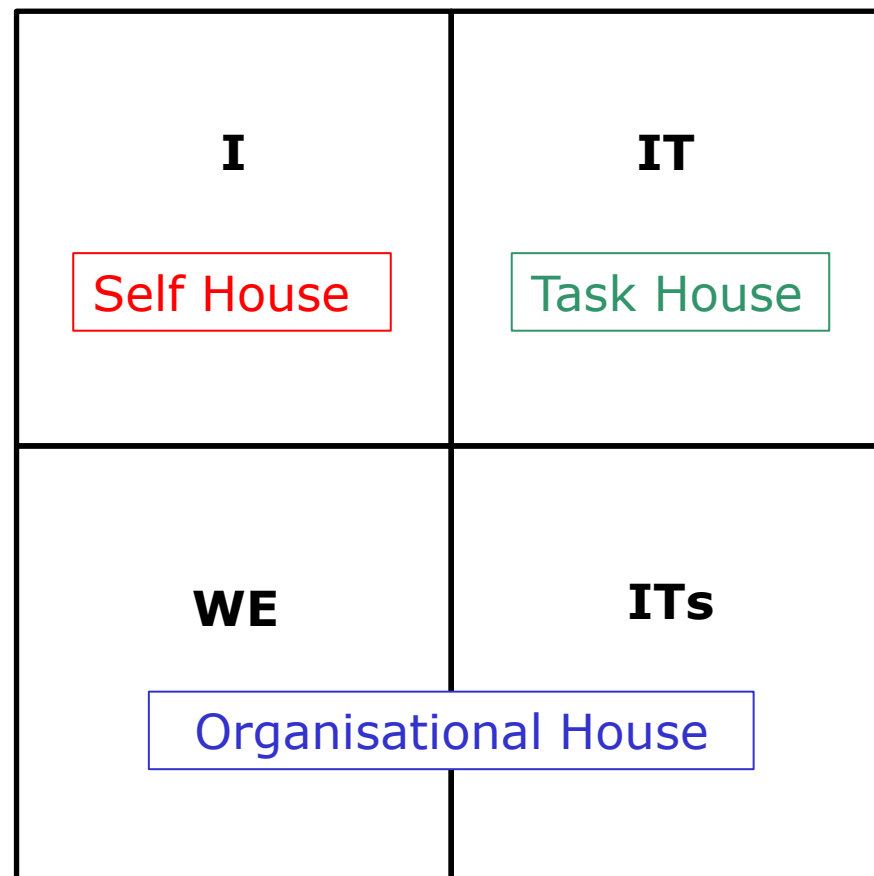 I
IT
Self House
Task House
WE
ITs
Organisational House